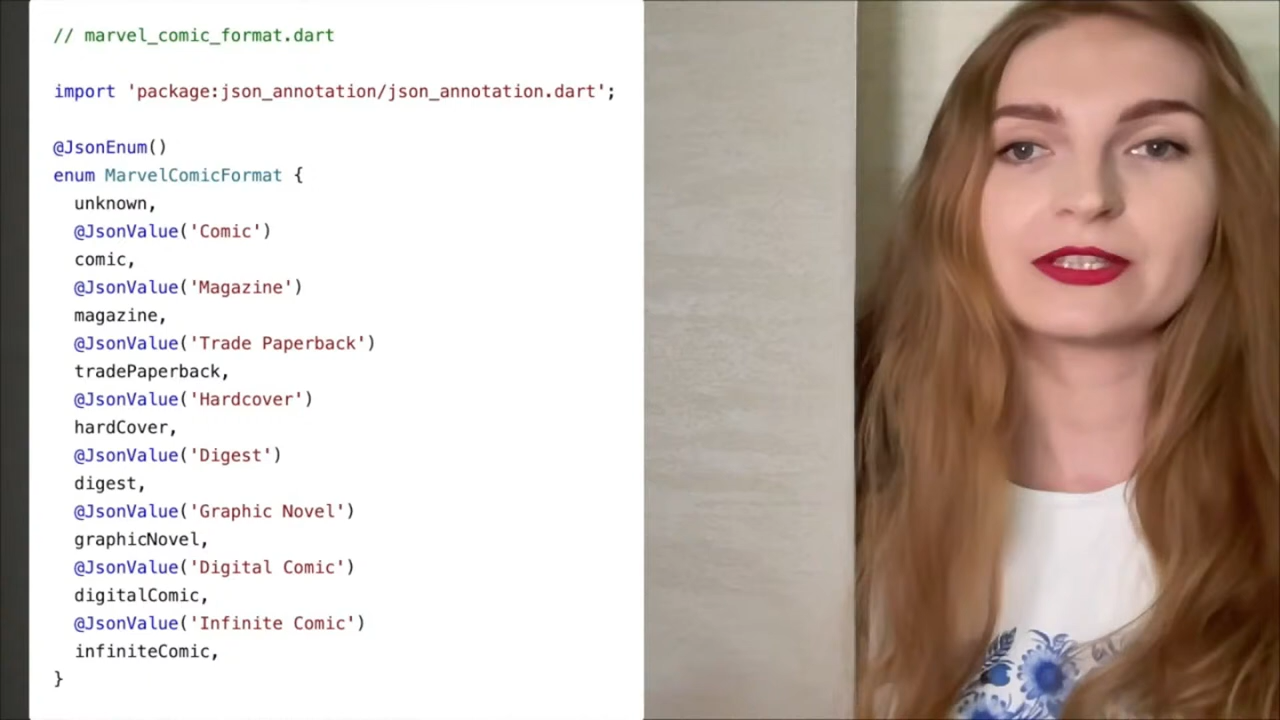 // marvel_comic_format.dart
import 'package:json_annotation/json_annotation.dart';
@JsonEnum()
enum MarvelComicFormat {
unknown,
@JsonValue('Comic')
comic,
@JsonValue('Magazine')
magazine,
@JsonValue('Trade Paperback')
tradePaperback,
@JsonValue('Hardcover')
hardCover,
@JsonValue('Digest')
digest,
@JsonValue('Graphic Novel')
graphicNovel,
@JsonValue('Digital Comic')
digitalComic,
@JsonValue('Infinite Comic')
infiniteComic,
}